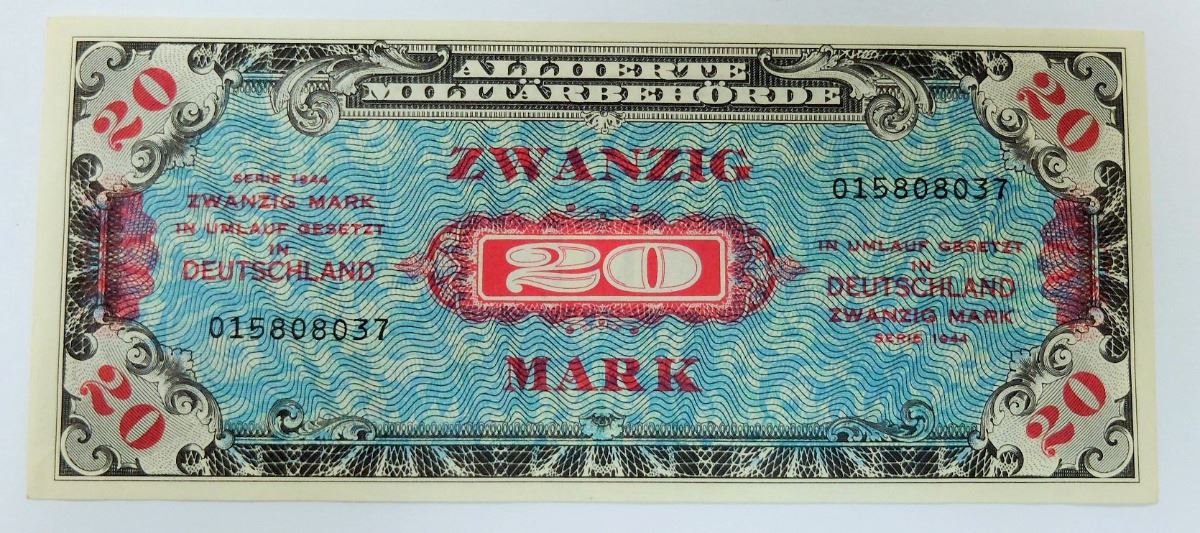 20
20
ALLIIERTE
MILITÄRBEHÖRDE
ZWANZIG
SERIE 1944
ZWANZIG MARK
IN UMLAUF GESETZT
IN
DEUTSCHLAND
015808037
20
015808037
IN UMLAUF GESETZT
IN
DEUTSCHLAND
ZWANZIG MARK
SERIE 1944
MARK
20
20